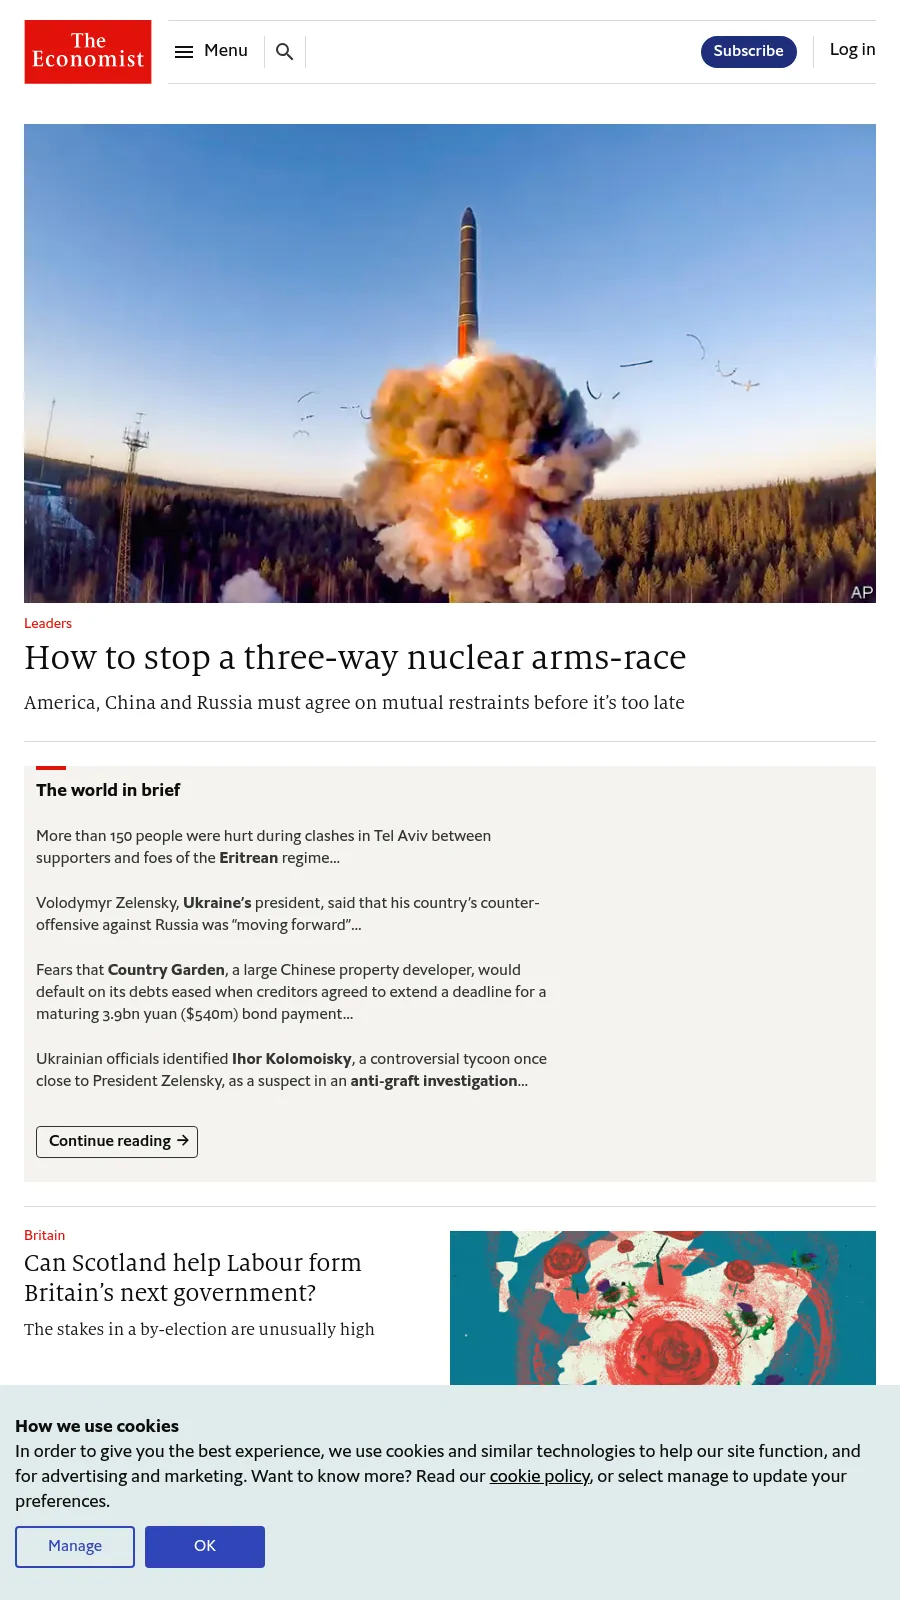 The
Economist
Menu
Subscribe
Log in
AP
Leaders
How to stop a three-way nuclear arms-race
America, China and Russia must agree on mutual restraints before it’s too late
The world in brief
More than 150 people were hurt during clashes in Tel Aviv between
supporters and foes of the Eritrean regime…
Volodymyr Zelensky, Ukraine’s president, said that his country’s counter-
offensive against Russia was “moving forward”…
Fears that Country Garden, a large Chinese property developer, would
default on its debts eased when creditors agreed to extend a deadline for a
maturing 3.9bn yuan ($540m) bond payment…
Ukrainian officials identified Ihor Kolomoisky, a controversial tycoon once
close to President Zelensky, as a suspect in an anti-graft investigation…
Continue reading →
Britain
Can Scotland help Labour form
Britain’s next government?
The stakes in a by-election are unusually high
How we use cookies
In order to give you the best experience, we use cookies and similar technologies to help our site function, and
for advertising and marketing. Want to know more? Read our cookie policy, or select manage to update your
preferences.
Manage
OK